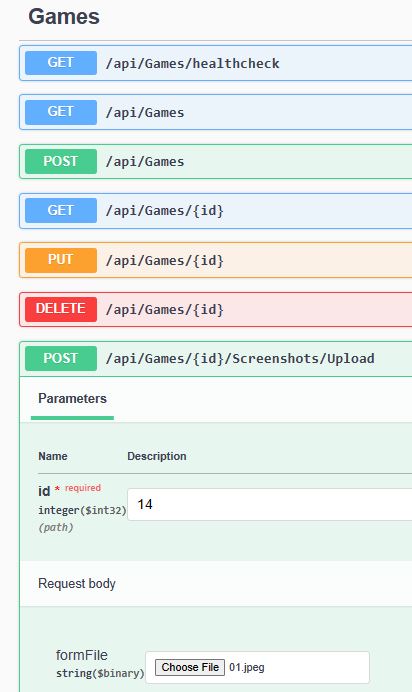 Games
GET /api/Games/healthcheck
GET /api/Games
POST /api/Games
GET /api/Games/{id}
PUT /api/Games/{id}
DELETE /api/Games/{id}
POST /api/Games/{id}/Screenshots/Upload
Parameters
Name Description
id * required
integer($int32)
(path)
14
Request body
formFile
string($binary)
Choose File 01.jpeg